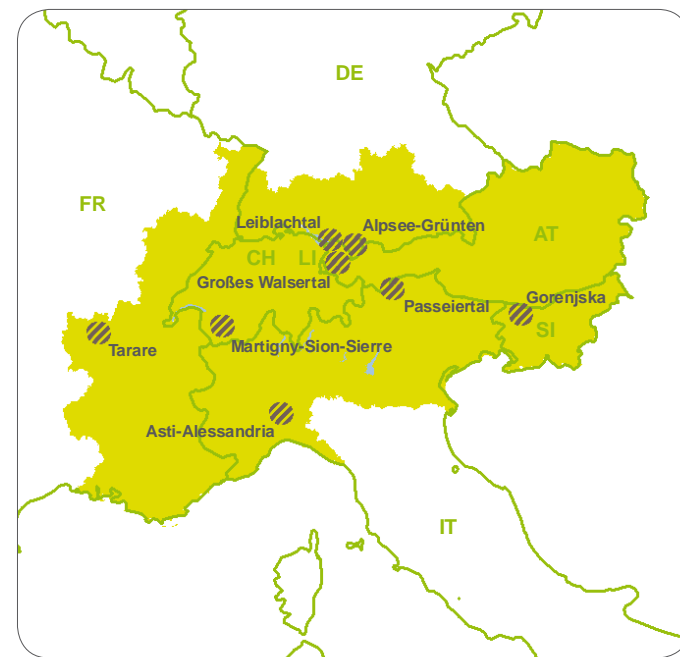 DE
FR
Leiblachtal
Alpsee-Grünten
AT
CH
LI
Großes Walsertal
Passeiertal
Gorenjska
SI
Tarare
Martigny-Sion-Sierre
Asti-Alessandria
IT